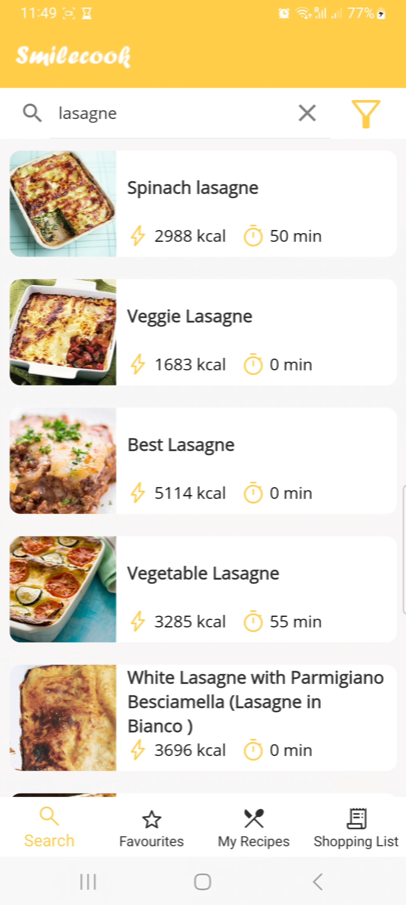 11:49
77%
Smilecook
lasagne
Spinach lasagne
2988 kcal 50 min
Veggie Lasagne
1683 kcal 0 min
Best Lasagne
5114 kcal 0 min
Vegetable Lasagne
3285 kcal 55 min
White Lasagne with Parmigiano
Besciamella (Lasagne in
Bianco )
3696 kcal 0 min
Search Favourites My Recipes Shopping List